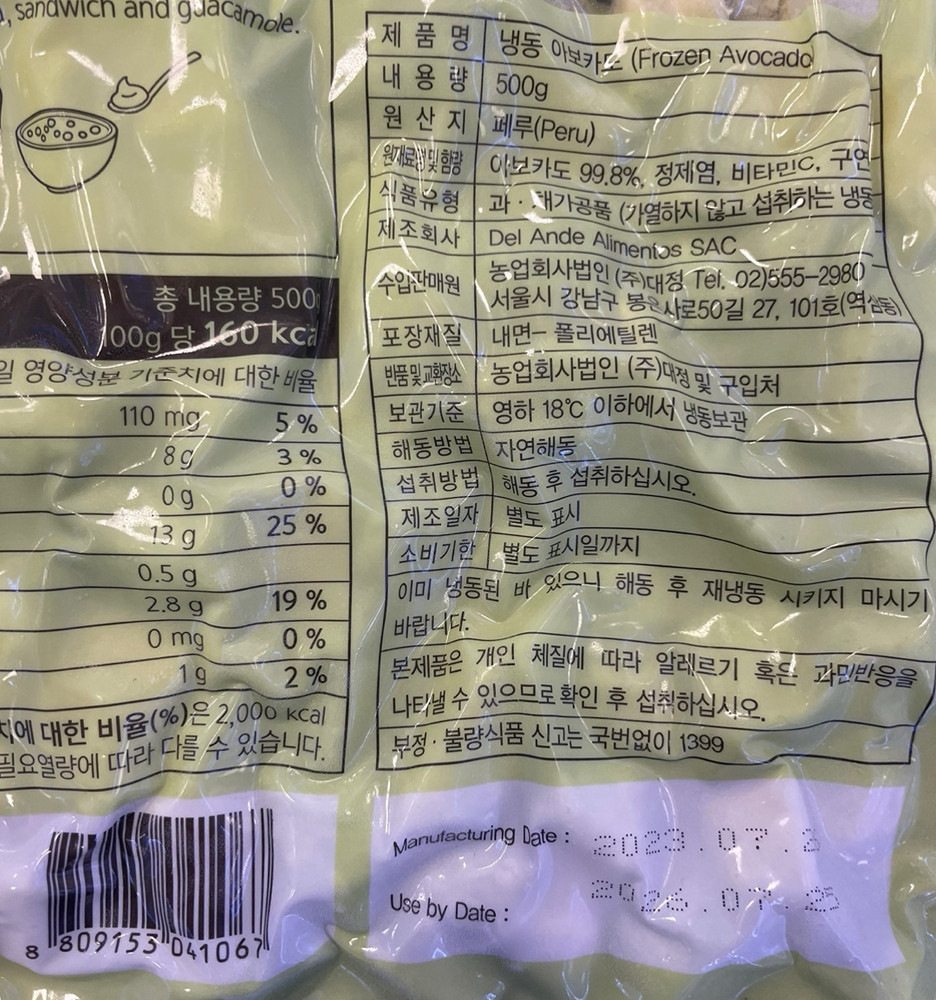 , sandwich and guacamole.
총 내용량 500
100g 당 160 kca
일 영양성분 기준치에 대한 비율
110 mg 5 %
8 g 3 %
0 g 0 %
13 g 25 %
0.5 g
2.8 g 19 %
0 mg 0 %
1 g 2 %
치에 대한 비율(%)은 2,000 kcal
필요열량에 따라 다를 수 있습니다.
8 809153 041067
제 품 명 냉동 아보카도 (Frozen Avocado)
내 용 량 500g
원 산 지 페루(Peru)
원재료명및함량 아보카도 99.8%, 정제염, 비타민C, 구연
식품유형 과·채가공품 (가열하지 않고 섭취하는 냉동
제조회사 Del Ande Alimentos SAC
수입판매원 농업회사법인 (주)대정 Tel. 02)555-2980
서울시 강남구 봉은사로50길 27, 101호(역삼동)
포장재질 내면- 폴리에틸렌
반품및교환장소 농업회사법인 (주)대정 및 구입처
보관기준 영하 18℃ 이하에서 냉동보관
해동방법 자연해동
섭취방법 해동 후 섭취하십시오.
제조일자 별도 표시
소비기한 별도 표시일까지
이미 냉동된 바 있으니 해동 후 재냉동 시키지 마시기
바랍니다.
본제품은 개인 체질에 따라 알레르기 혹은 과민반응을
나타낼 수 있으므로 확인 후 섭취하십시오.
부정·불량식품 신고는 국번없이 1399
Manufacturing Date : 2023.07.2
Use by Date : 2026.07.25